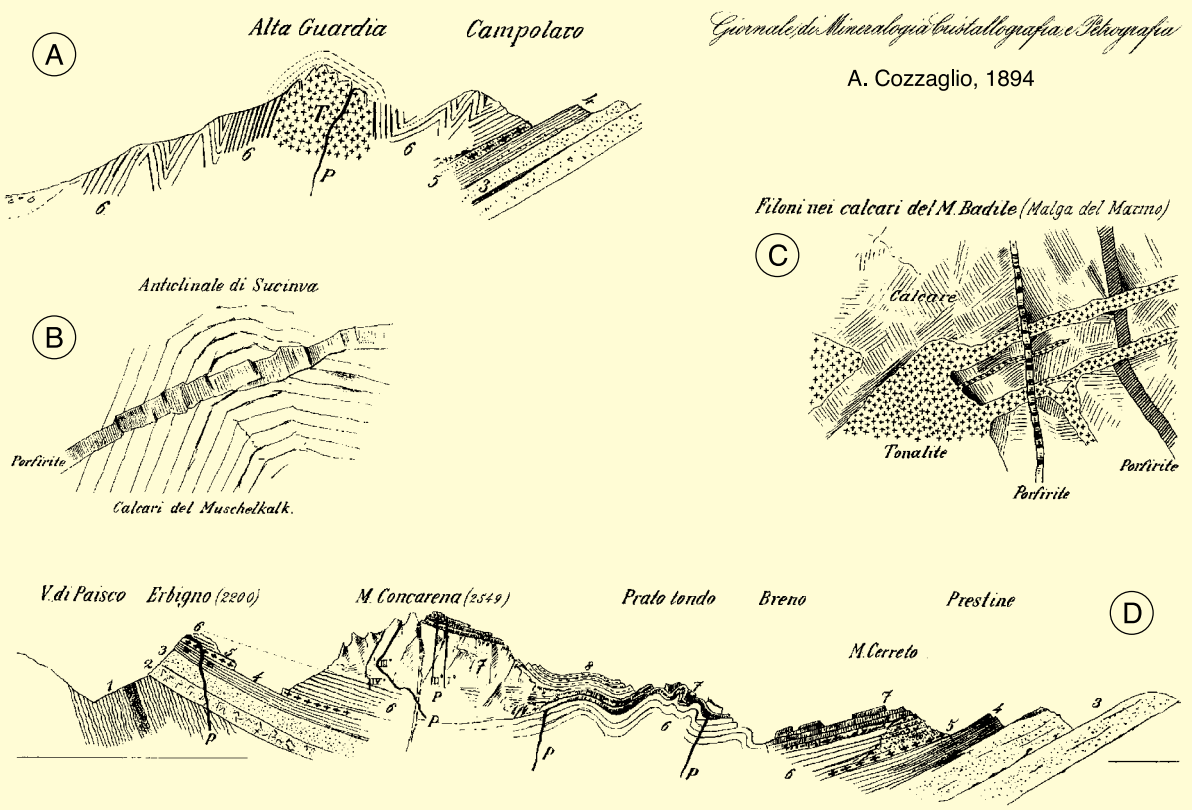 Giornale di Mineralogia Cristallografia e Petrografia
A. Cozzaglio, 1894
A
Alta Guardia Campolaro
T
4
6
6
5
3
P
6
B
Anticlinale di Sucinva
Porfirite
Calcari del Muschelkalk.
C
Filoni nei calcari del M. Badile (Malga del Marmo)
Calcare
Tonalite
Porfirite
Porfirite
D
V. di Paisco Erbigno (2200) M. Concarena (2549) Prato tondo Breno Prestine
M. Cerreto
6
5
3
2
1
4
P
7
6
P
P
8
7
6
P
P
7
6
5
4
3